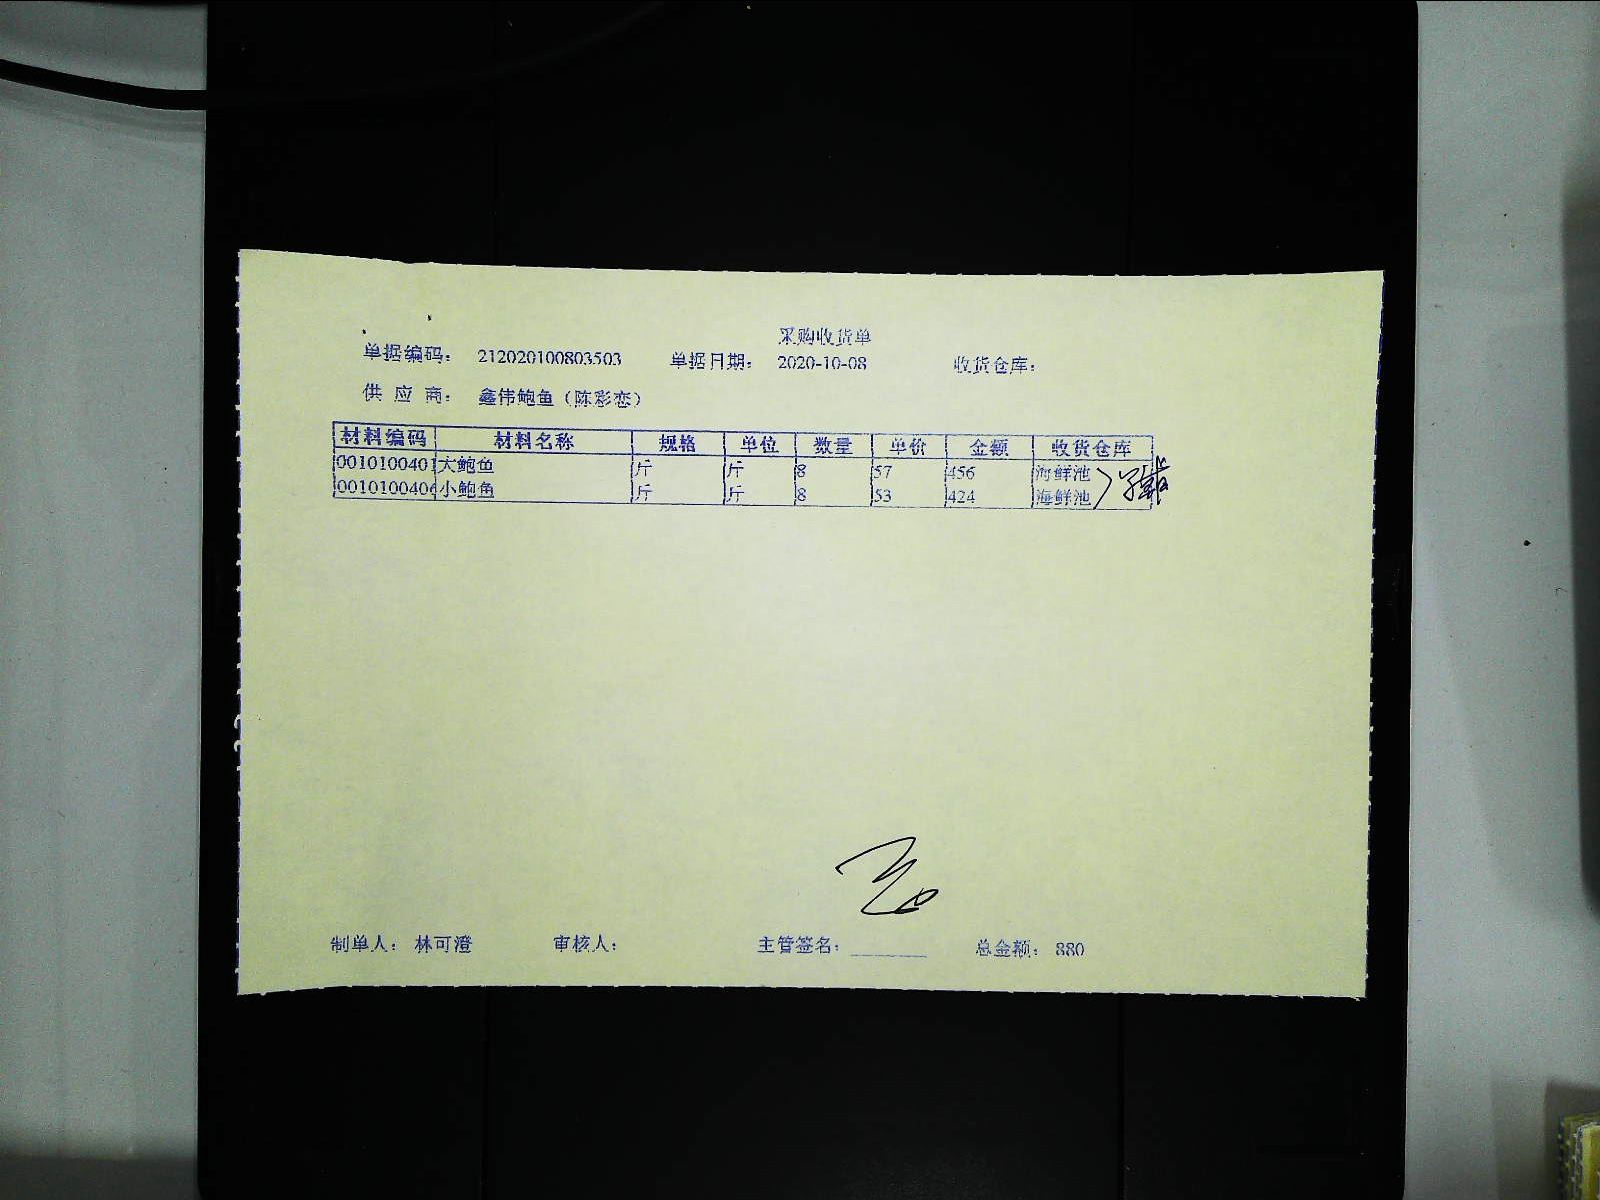 采购收货单
单据编码： 212020100803503 单据日期： 2020-10-08 收货仓库：
供 应 商： 鑫伟鲍鱼（陈彩恋）
材料编码 材料名称 规格 单位 数量 单价 金额 收货仓库
0010100401 大鲍鱼 斤 斤 8 57 456 海鲜池
0010100406 小鲍鱼 斤 斤 8 53 424 海鲜池
制单人： 林可澄 审核人： 主管签名： 总金额： 880